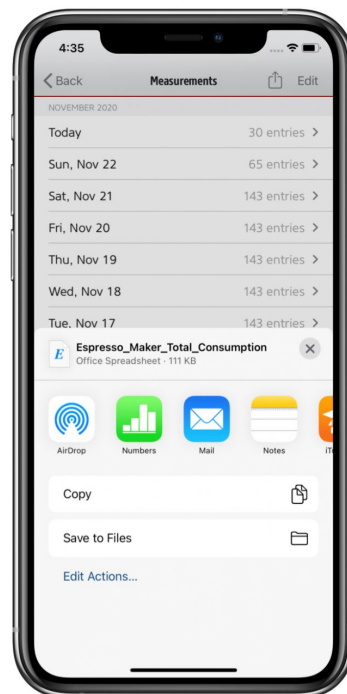 4:35
Back Measurements Edit
NOVEMBER 2020
Today 30 entries
Sun, Nov 22 65 entries
Sat, Nov 21 143 entries
Fri, Nov 20 143 entries
Thu, Nov 19 143 entries
Wed, Nov 18 143 entries
Tue, Nov 17 143 entries
E Espresso_Maker_Total_Consumption
Office Spreadsheet · 111 KB
AirDrop Numbers Mail Notes
Copy
Save to Files
Edit Actions...